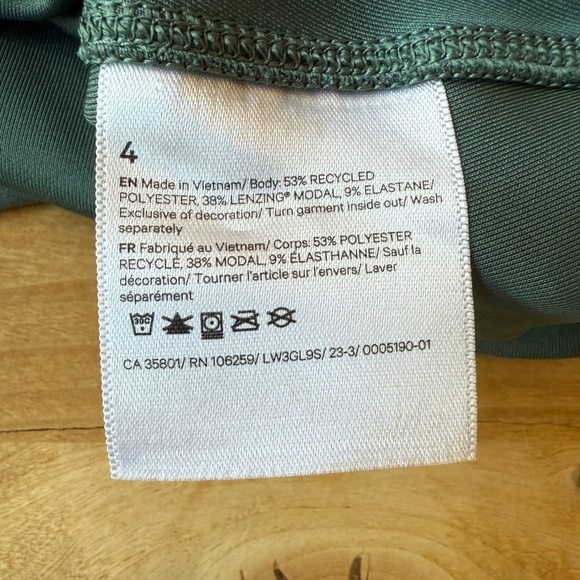 4
EN Made in Vietnam/ Body: 53% RECYCLED
POLYESTER, 38% LENZING® MODAL, 9% ELASTANE/
Exclusive of decoration/ Turn garment inside out/ Wash
separately
FR Fabriqué au Vietnam/ Corps: 53% POLYESTER
RECYCLÉ, 38% MODAL, 9% ÉLASTHANNE/ Sauf la
décoration/ Tourner l'article sur l'envers/ Laver
séparément
30C
CA 35801/ RN 106259/ LW3GL9S/ 23-3/ 0005190-01